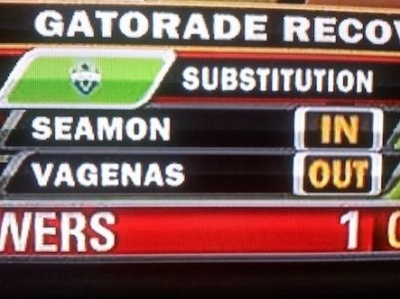 GATORADE RECOV
SUBSTITUTION
SEAMON IN
VAGENAS OUT
WERS 1